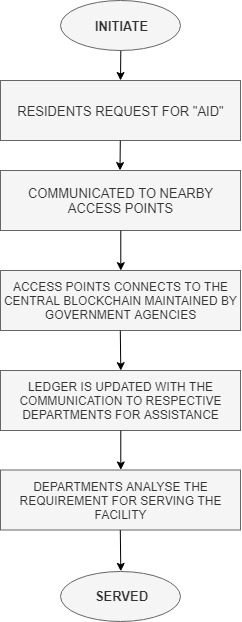 INITIATE
RESIDENTS REQUEST FOR "AID"
COMMUNICATED TO NEARBY
ACCESS POINTS
ACCESS POINTS CONNECTS TO THE
CENTRAL BLOCKCHAIN MAINTAINED BY
GOVERNMENT AGENCIES
LEDGER IS UPDATED WITH THE
COMMUNICATION TO RESPECTIVE
DEPARTMENTS FOR ASSISTANCE
DEPARTMENTS ANALYSE THE
REQUIREMENT FOR SERVING THE
FACILITY
SERVED